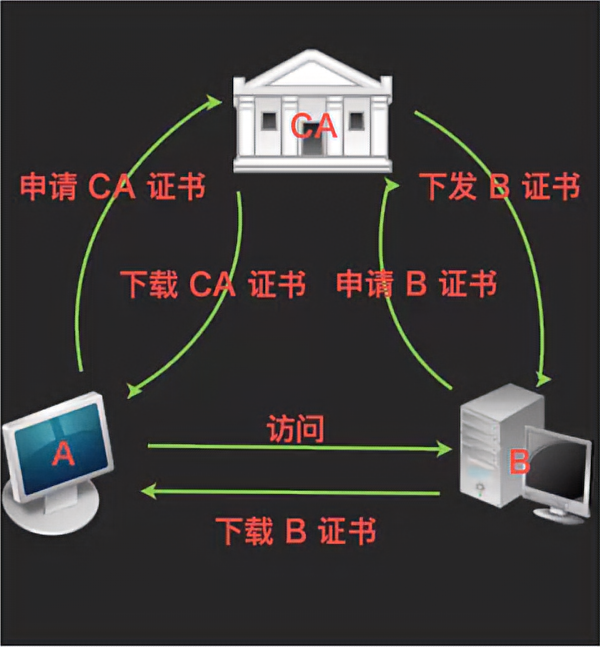 CA
申请 CA 证书
下发 B 证书
下载 CA 证书
申请 B 证书
访问
A
B
下载 B 证书